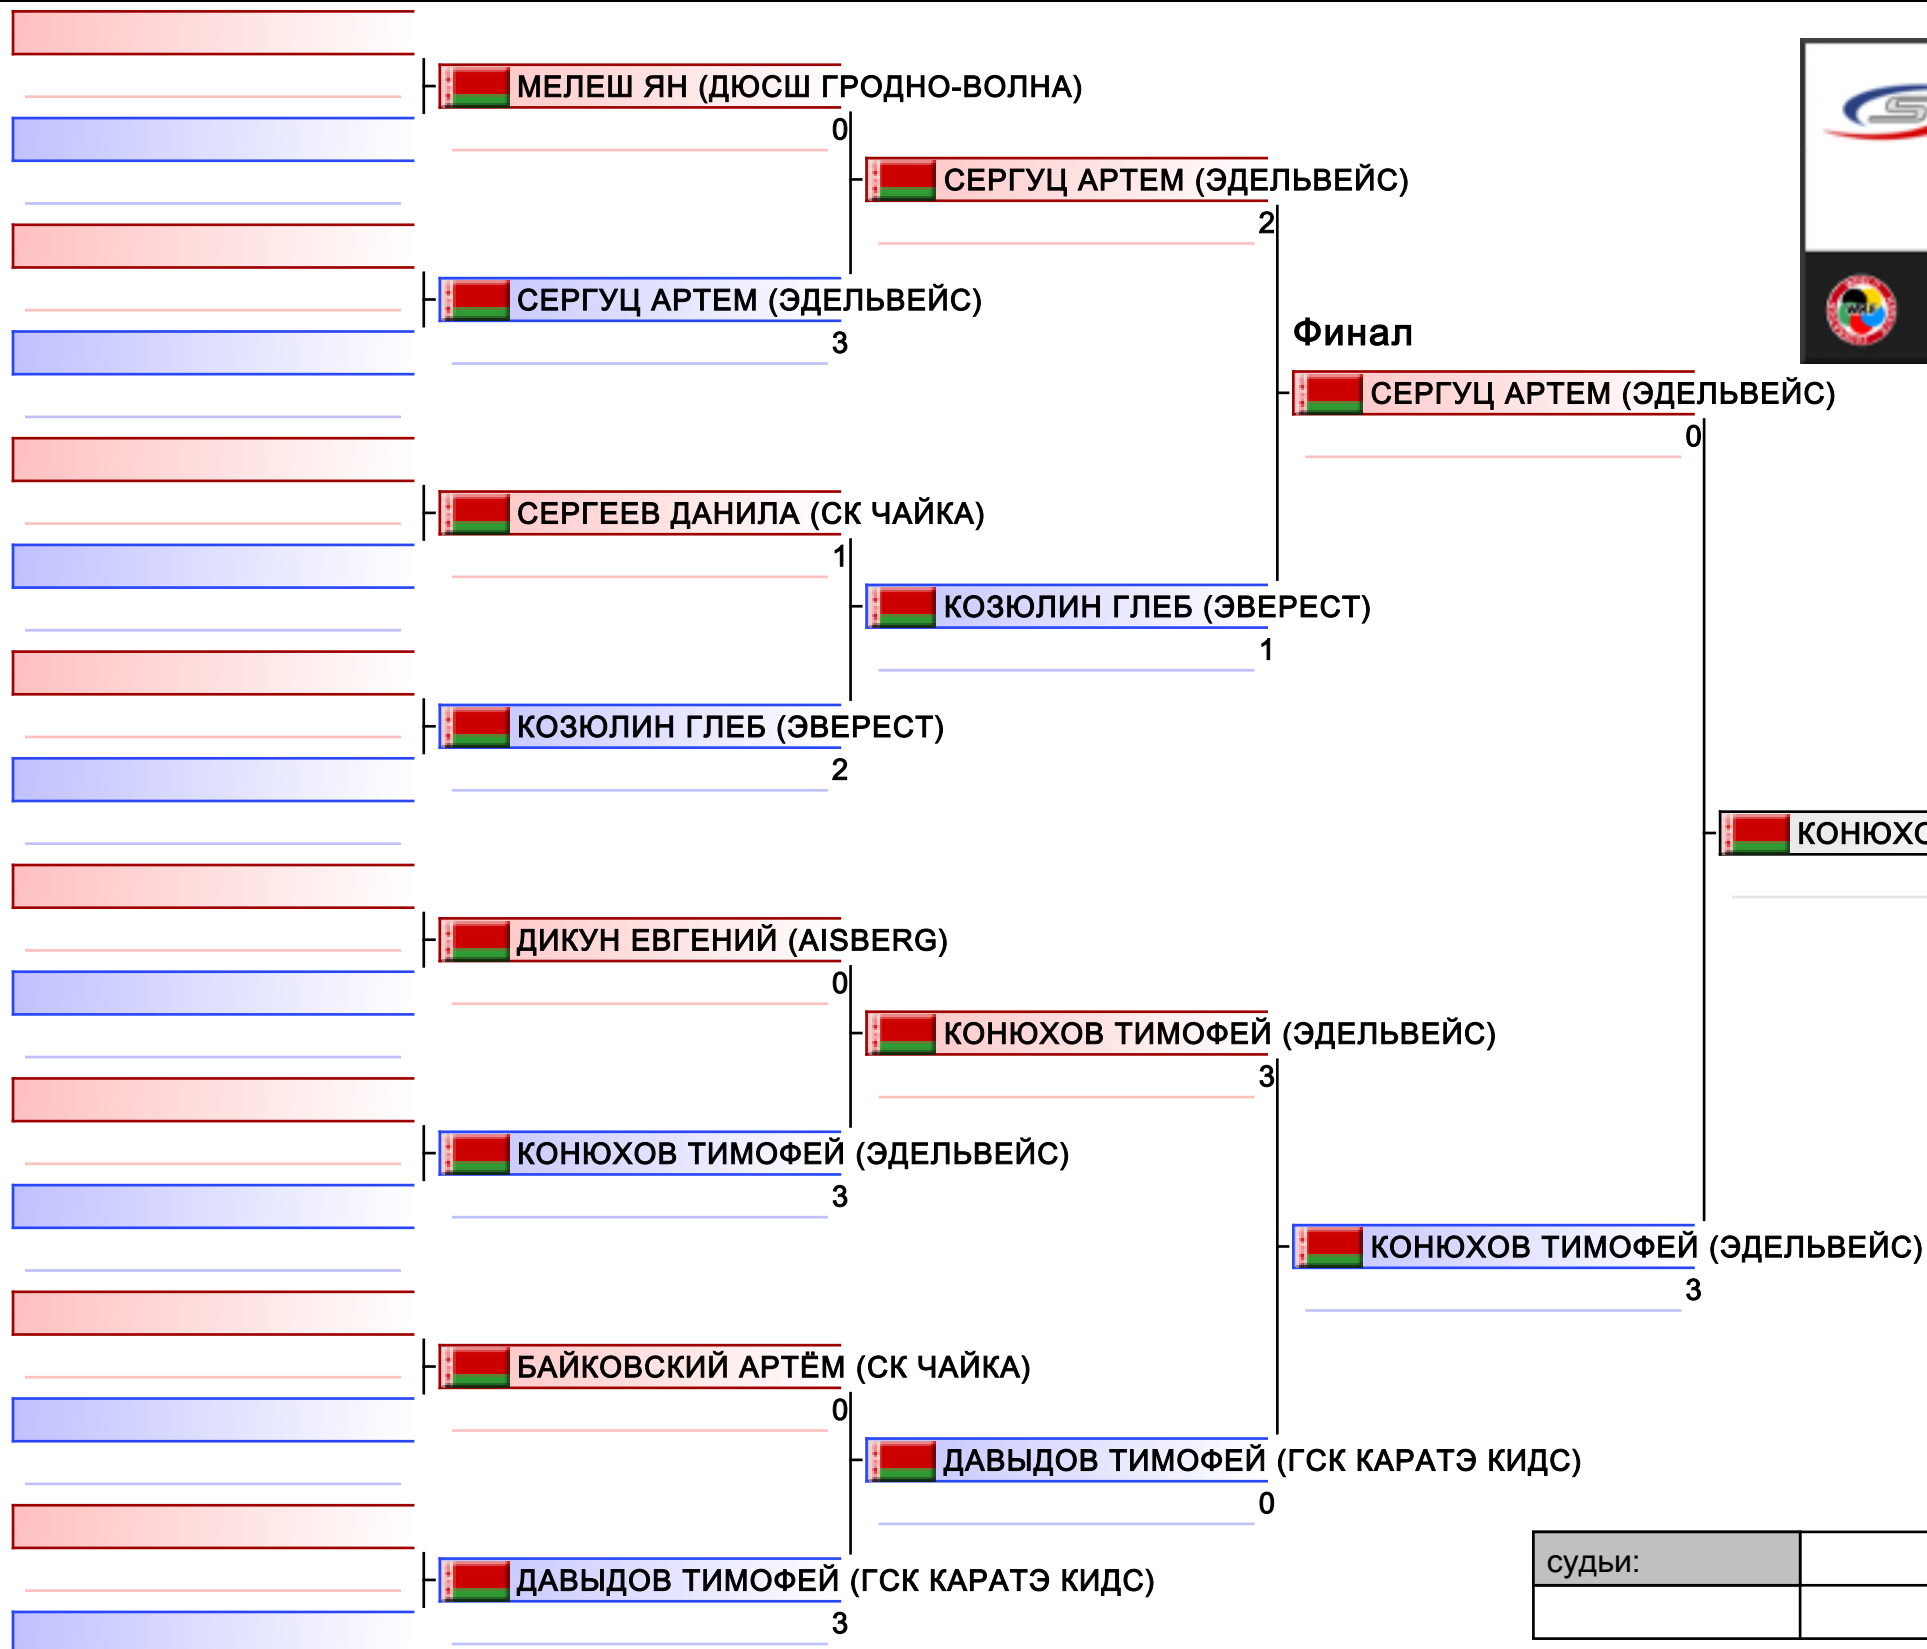 МЕЛЕШ ЯН (ДЮСШ ГРОДНО-ВОЛНА)
0
СЕРГУЦ АРТЕМ (ЭДЕЛЬВЕЙС)
2
СЕРГУЦ АРТЕМ (ЭДЕЛЬВЕЙС)
3
Финал
СЕРГУЦ АРТЕМ (ЭДЕЛЬВЕЙС)
0
СЕРГЕЕВ ДАНИЛА (СК ЧАЙКА)
1
КОЗЮЛИН ГЛЕБ (ЭВЕРЕСТ)
1
КОЗЮЛИН ГЛЕБ (ЭВЕРЕСТ)
2
ДИКУН ЕВГЕНИЙ (AISBERG)
0
КОНЮХОВ ТИМОФЕЙ (ЭДЕЛЬВЕЙС)
3
КОНЮХОВ ТИМОФЕЙ (ЭДЕЛЬВЕЙС)
3
КОНЮХОВ ТИМОФЕЙ (ЭДЕЛЬВЕЙС)
3
БАЙКОВСКИЙ АРТЁМ (СК ЧАЙКА)
0
ДАВЫДОВ ТИМОФЕЙ (ГСК КАРАТЭ КИДС)
0
ДАВЫДОВ ТИМОФЕЙ (ГСК КАРАТЭ КИДС)
3
судьи: